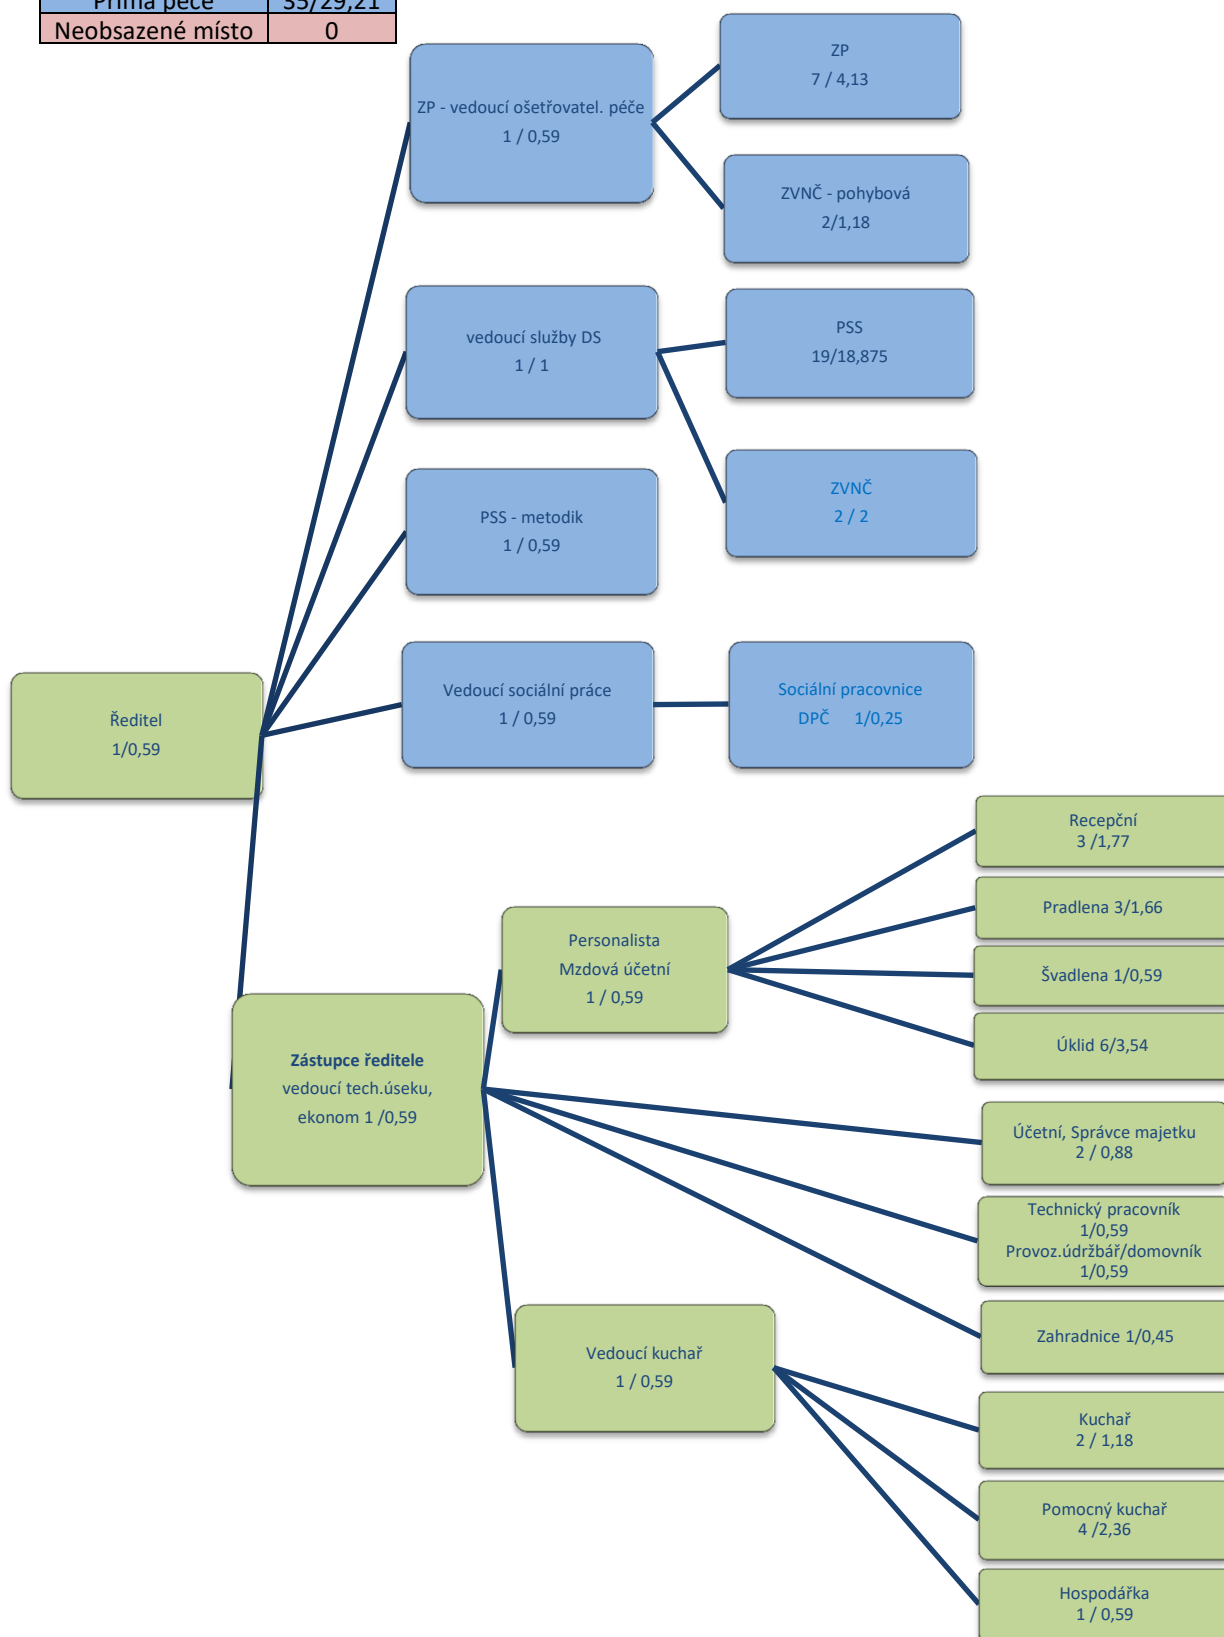 Přímá péče 35/29,21
Neobsazené místo 0
ZP - vedoucí ošetřovatel. péče
1 / 0,59
ZP
7 / 4,13
ZVNČ - pohybová
2/1,18
vedoucí služby DS
1 / 1
PSS
19/18,875
ZVNČ
2 / 2
PSS - metodik
1 / 0,59
Vedoucí sociální práce
1 / 0,59
Sociální pracovnice
DPČ 1/0,25
Ředitel
1/0,59
Zástupce ředitele
vedoucí tech.úseku,
ekonom 1 /0,59
Personalista
Mzdová účetní
1 / 0,59
Recepční
3 /1,77
Pradlena 3/1,66
Švadlena 1/0,59
Úklid 6/3,54
Účetní, Správce majetku
2 / 0,88
Technický pracovník
1/0,59
Provoz.údržbář/domovník
1/0,59
Zahradnice 1/0,45
Vedoucí kuchař
1 / 0,59
Kuchař
2 / 1,18
Pomocný kuchař
4 /2,36
Hospodářka
1 / 0,59